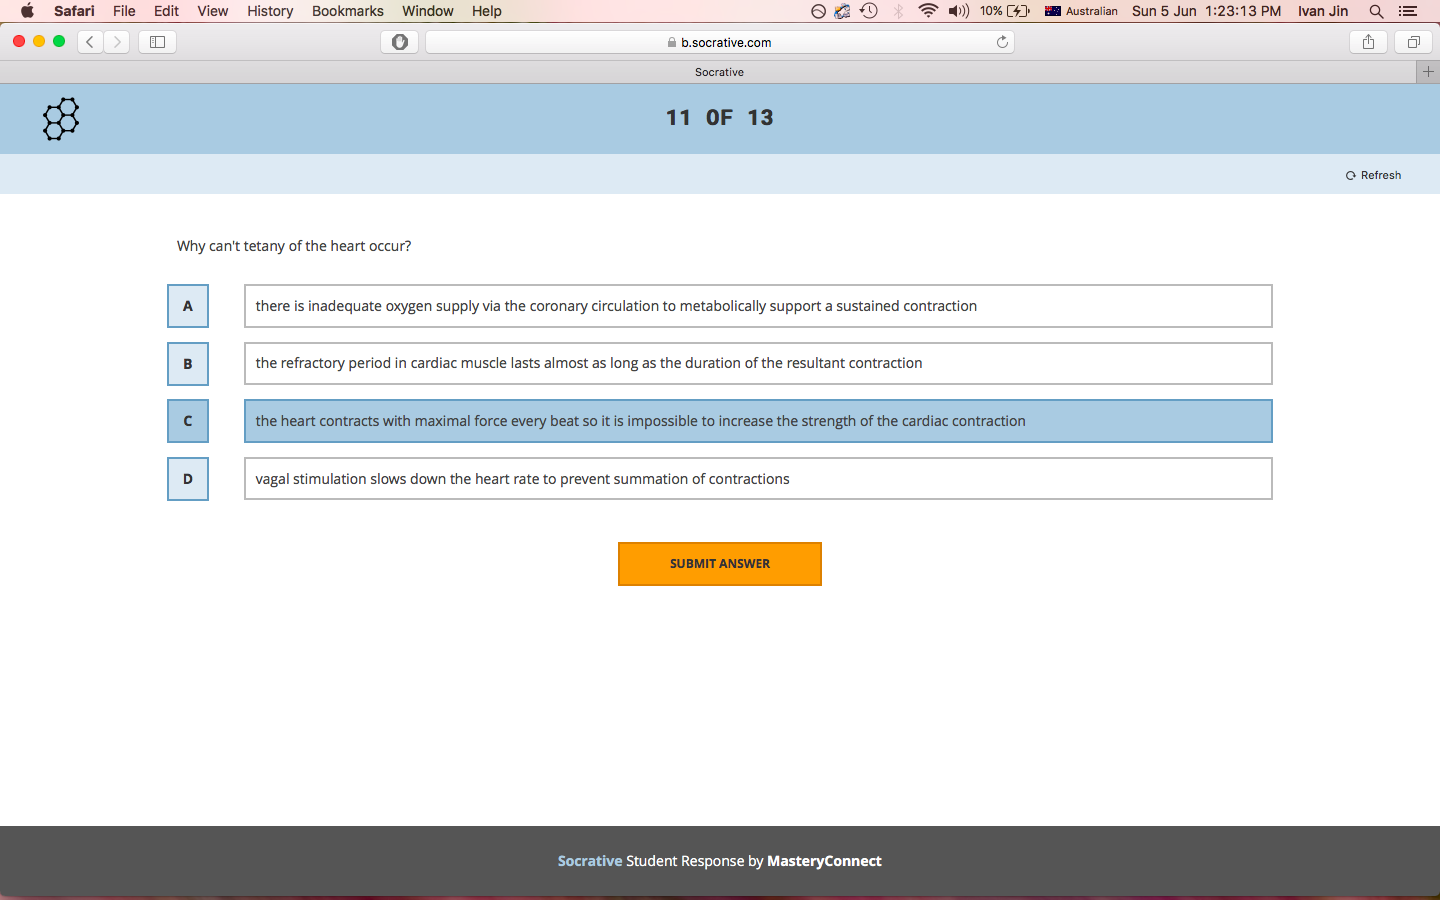 Safari File Edit View History Bookmarks Window Help 10% Australian Sun 5 Jun 1:23:13 PM Ivan Jin
b.socrative.com
Socrative
11 OF 13
Refresh
Why can't tetany of the heart occur?
A there is inadequate oxygen supply via the coronary circulation to metabolically support a sustained contraction
B the refractory period in cardiac muscle lasts almost as long as the duration of the resultant contraction
C the heart contracts with maximal force every beat so it is impossible to increase the strength of the cardiac contraction
D vagal stimulation slows down the heart rate to prevent summation of contractions
SUBMIT ANSWER
Socrative Student Response by MasteryConnect